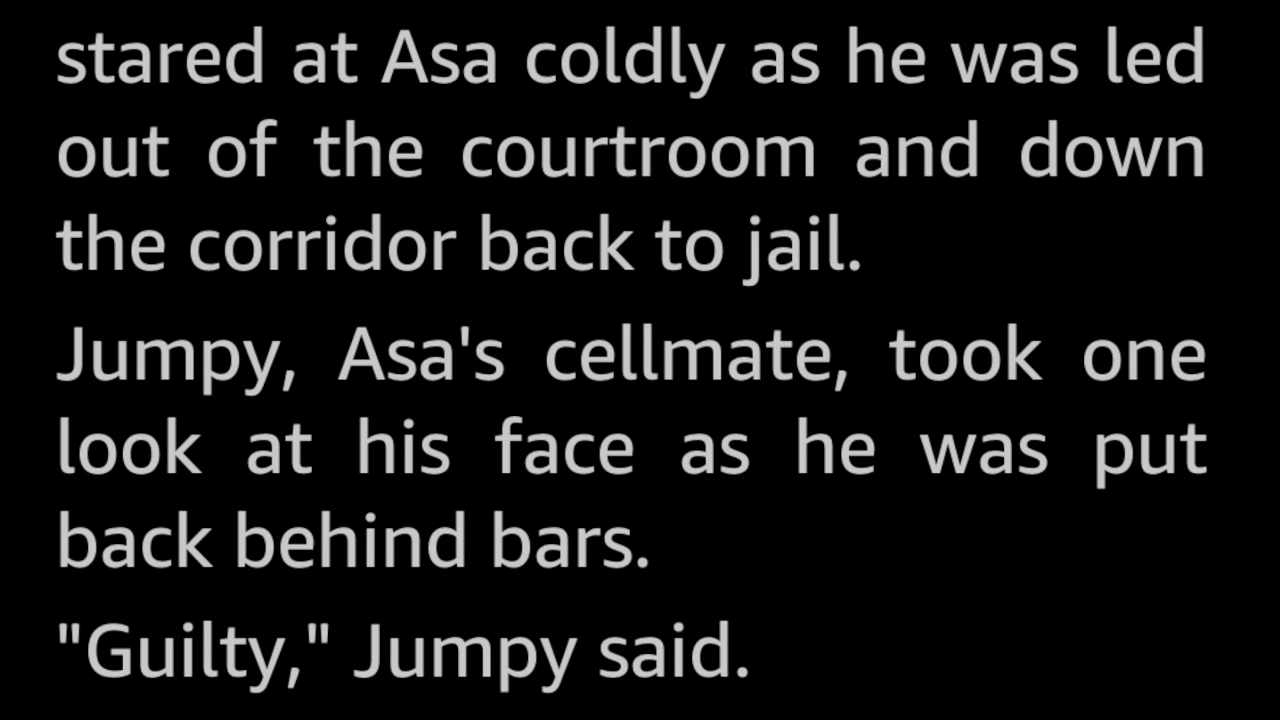 stared at Asa coldly as he was led
out of the courtroom and down
the corridor back to jail.
Jumpy, Asa's cellmate, took one
look at his face as he was put
back behind bars.
"Guilty," Jumpy said.